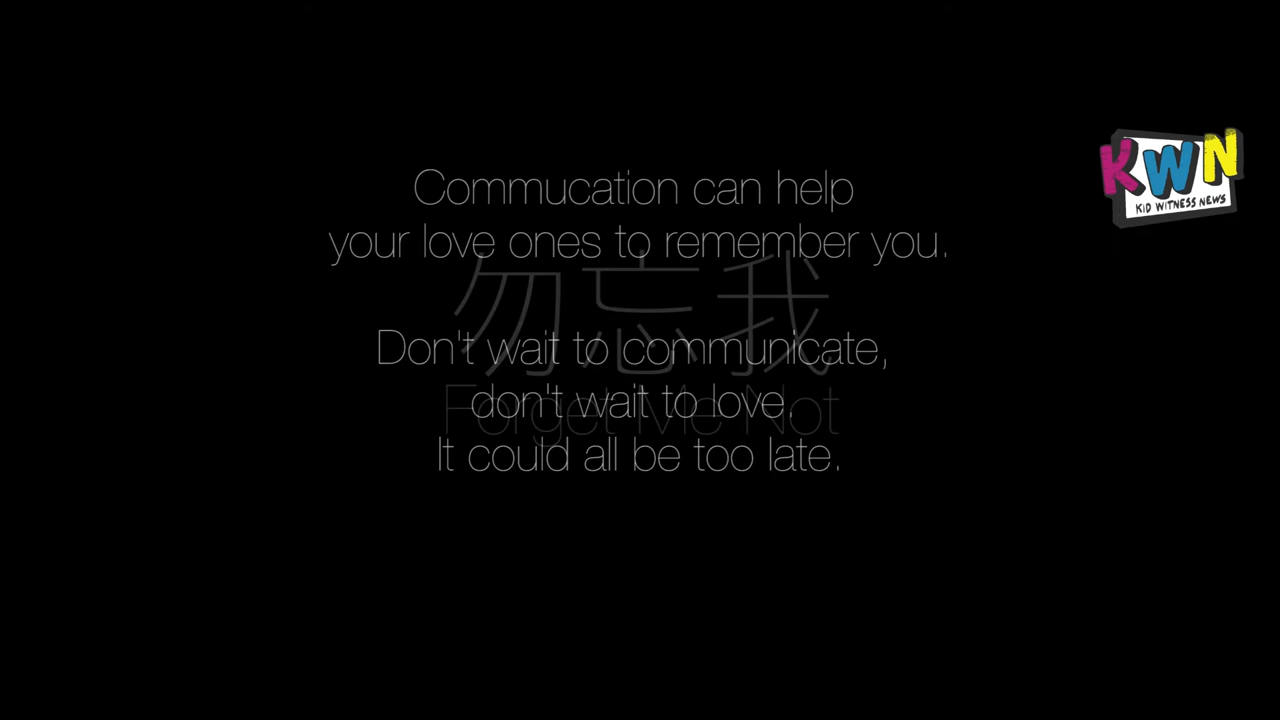 Commucation can help
your love ones to remember you.
勿忘我
Don't wait to communicate,
don't wait to love.
Forget Me Not
It could all be too late.
KWN
KID WITNESS NEWS